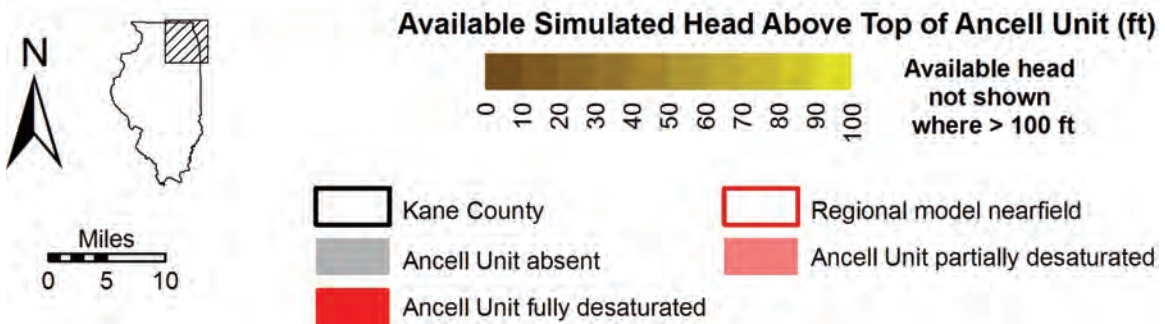 Available Simulated Head Above Top of Ancell Unit (ft)
N
0 10 20 30 40 50 60 70 80 90 100
Available head
not shown
where > 100 ft
Kane County
Regional model nearfield
Miles
0 5 10
Ancell Unit absent
Ancell Unit partially desaturated
Ancell Unit fully desaturated